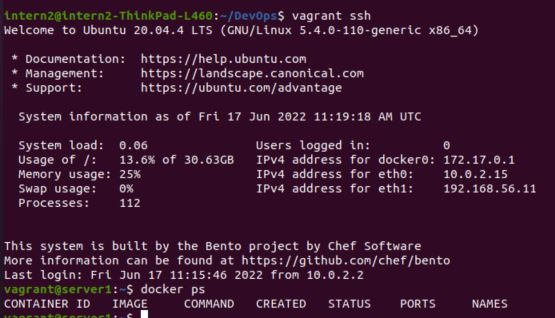 intern2@intern2-ThinkPad-L460:~/DevOps$ vagrant ssh
Welcome to Ubuntu 20.04.4 LTS (GNU/Linux 5.4.0-110-generic x86_64)
* Documentation: https://help.ubuntu.com
* Management: https://landscape.canonical.com
* Support: https://ubuntu.com/advantage
System information as of Fri 17 Jun 2022 11:19:18 AM UTC
System load: 0.06 Users logged in: 0
Usage of /: 13.6% of 30.63GB IPv4 address for docker0: 172.17.0.1
Memory usage: 25% IPv4 address for eth0: 10.0.2.15
Swap usage: 0% IPv4 address for eth1: 192.168.56.11
Processes: 112
This system is built by the Bento project by Chef Software
More information can be found at https://github.com/chef/bento
Last login: Fri Jun 17 11:15:46 2022 from 10.0.2.2
vagrant@server1:~$ docker ps
CONTAINER ID IMAGE COMMAND CREATED STATUS PORTS NAMES
vagrant@server1:~$